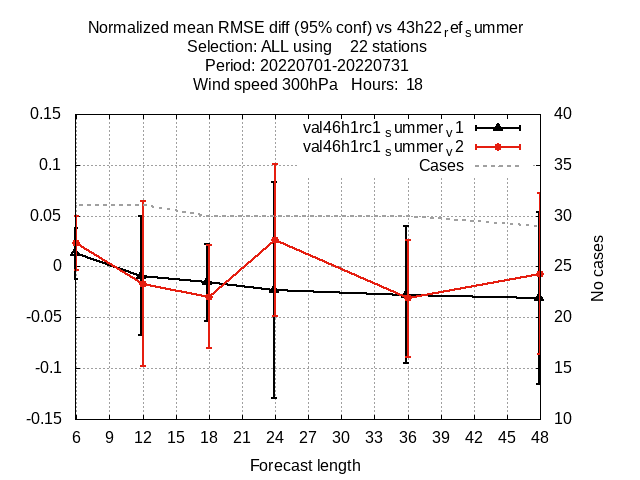 Normalized mean RMSE diff (95% conf) vs 43h22refsummer
Selection: ALL using 22 stations
Period: 20220701-20220731
Wind speed 300hPa Hours: 18
0.15 40
val46h1rc1summerv1
val46h1rc1summerv2
Cases
0.1 35
0.05 30
0 25
-0.05 20
-0.1 15
-0.15 10
No cases
6 9 12 15 18 21 24 27 30 33 36 39 42 45 48
Forecast length